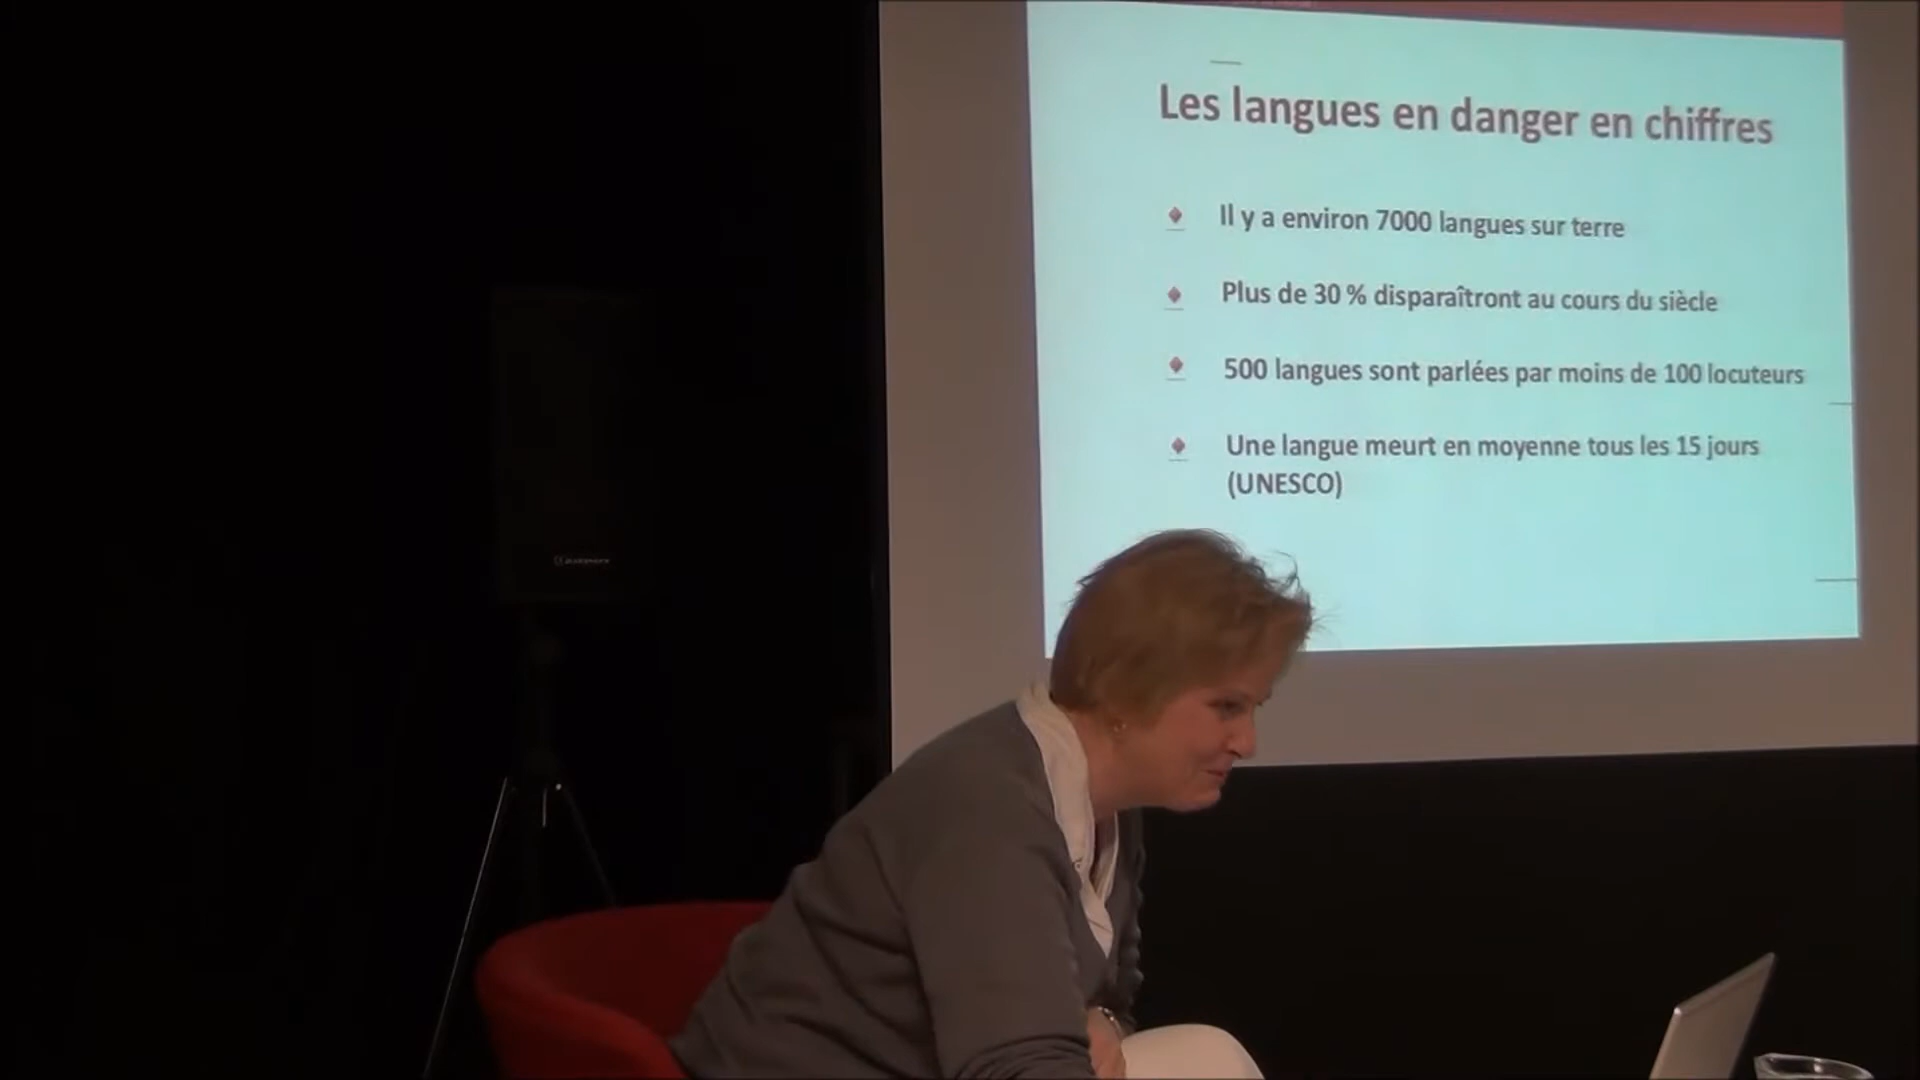 Les langues en danger en chiffres
Il y a environ 7000 langues sur terre
Plus de 30 % disparaîtront au cours du siècle
500 langues sont parlées par moins de 100 locuteurs
Une langue meurt en moyenne tous les 15 jours
(UNESCO)